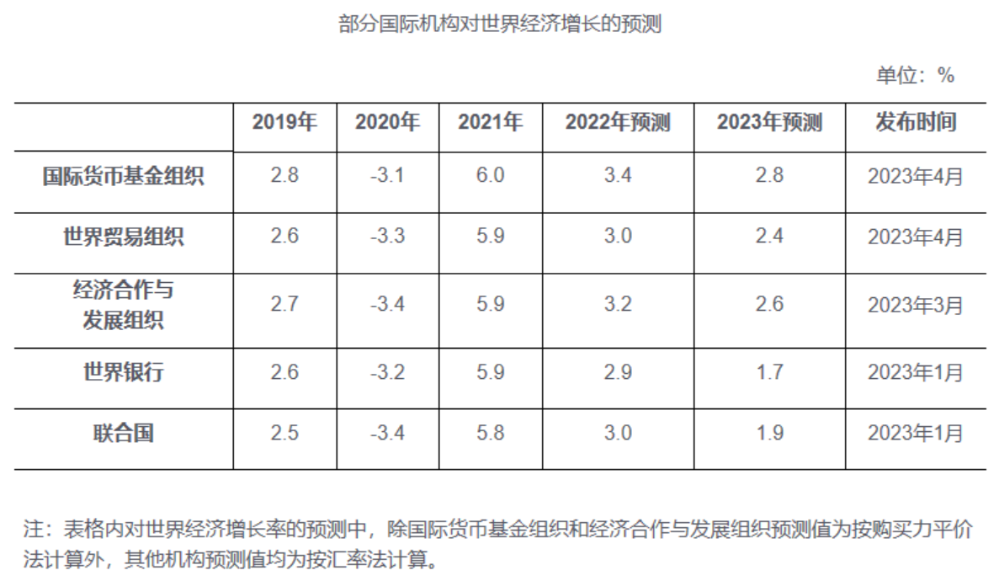 部分国际机构对世界经济增长的预测
单位：%
2019年 2020年 2021年 2022年预测 2023年预测 发布时间
国际货币基金组织 2.8 -3.1 6.0 3.4 2.8 2023年4月
世界贸易组织 2.6 -3.3 5.9 3.0 2.4 2023年4月
经济合作与
发展组织 2.7 -3.4 5.9 3.2 2.6 2023年3月
世界银行 2.6 -3.2 5.9 2.9 1.7 2023年1月
联合国 2.5 -3.4 5.8 3.0 1.9 2023年1月
注：表格内对世界经济增长率的预测中，除国际货币基金组织和经济合作与发展组织预测值为按购买力平价
法计算外，其他机构预测值均为按汇率法计算。